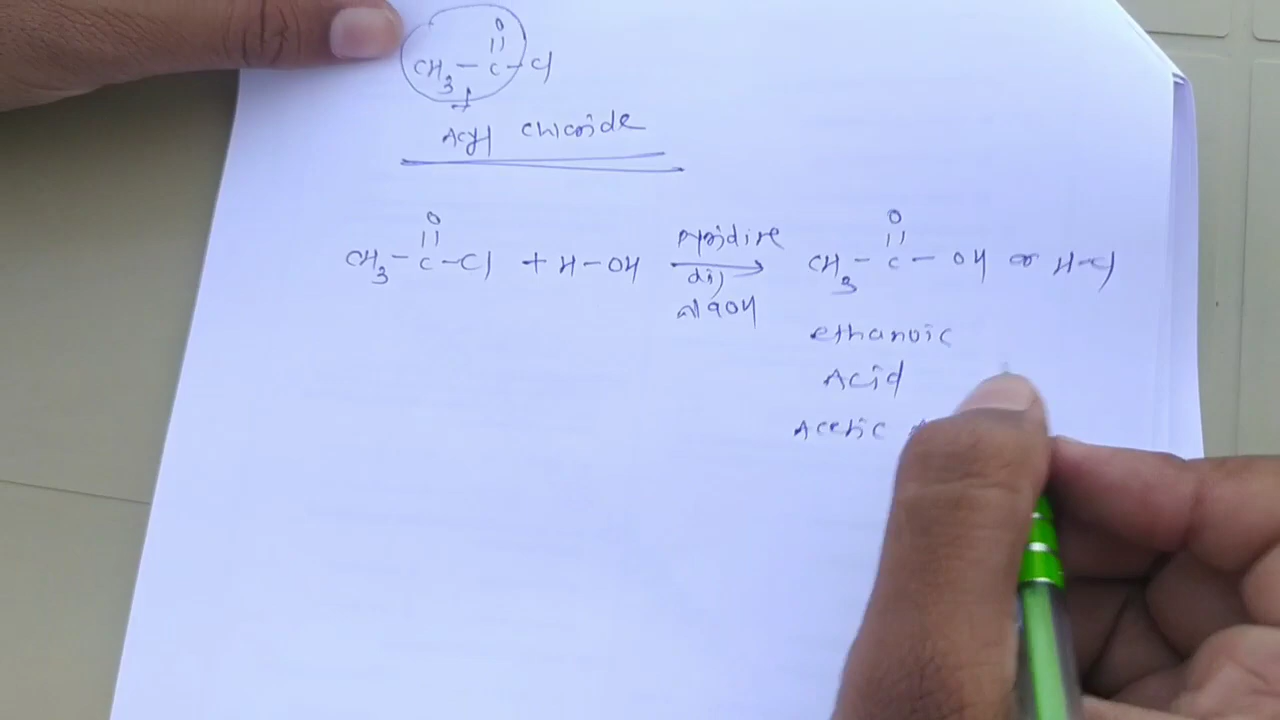 O
CH3 - C - Cl
Acyl chloride
O
CH3 - C - Cl + H - OH pyridine CH3 - C - OH or H - Cl
dil
NaOH
O
ethanoic
Acid
Acetic A